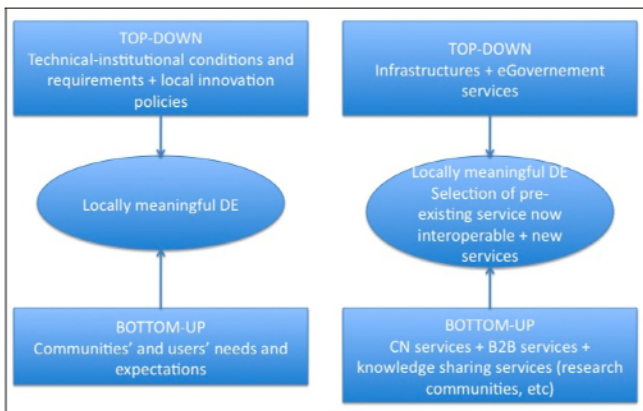 TOP-DOWN
Technical-institutional conditions and
requirements + local innovation
policies
Locally meaningful DE
BOTTOM-UP
Communities' and users' needs and
expectations
TOP-DOWN
Infrastructures + eGovernement
services
Locally meaningful DE
Selection of pre-
existing service now
interoperable + new
services
BOTTOM-UP
CN services + B2B services +
knowledge sharing services (research
communities, etc)